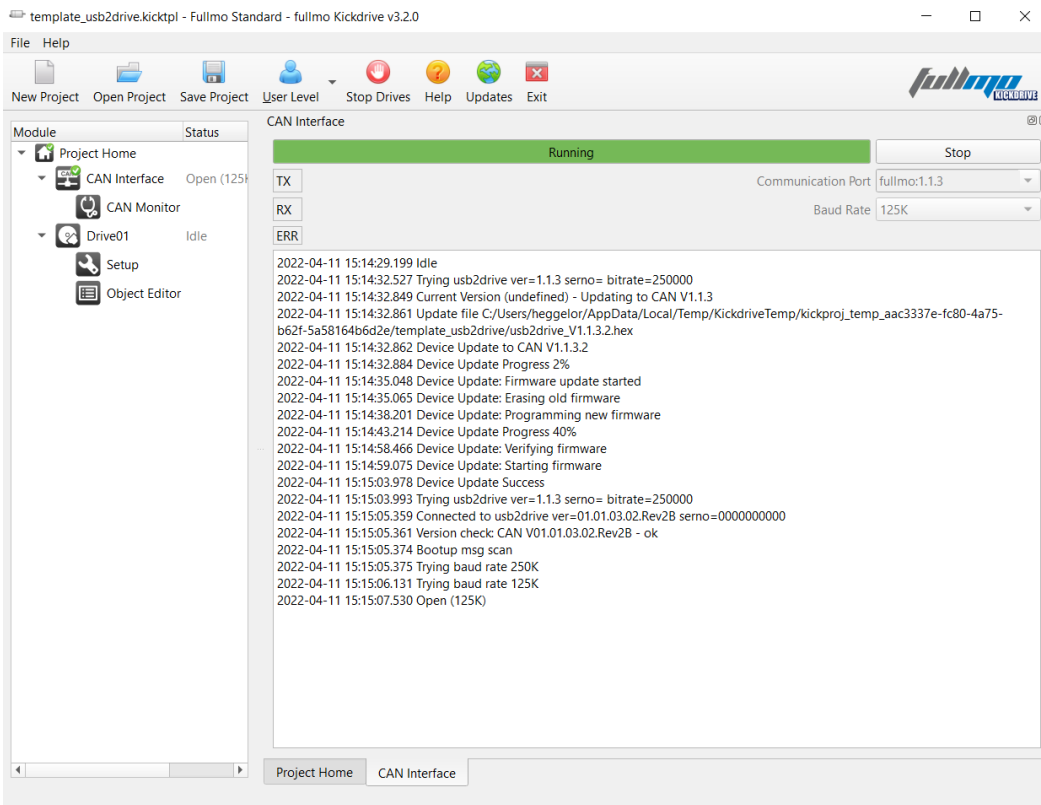 template_usb2drive.kicktpl - Fullmo Standard - fullmo Kickdrive v3.2.0
File Help
New Project Open Project Save Project User Level Stop Drives Help Updates Exit
fullmo
KICKDRIVE
Module Status
Project Home
CAN Interface Open (125k
CAN Monitor
Drive01 Idle
Setup
Object Editor
CAN Interface
Running Stop
TX Communication Port fullmo:1.1.3
RX Baud Rate 125K
ERR
2022-04-11 15:14:29.199 Idle
2022-04-11 15:14:32.527 Trying usb2drive ver=1.1.3 serno= bitrate=250000
2022-04-11 15:14:32.849 Current Version (undefined) - Updating to CAN V1.1.3
2022-04-11 15:14:32.861 Update file C:/Users/heggelor/AppData/Local/Temp/KickdriveTemp/kickproj_temp_aac3337e-fc80-4a75-
b62f-5a58164b6d2e/template_usb2drive/usb2drive_V1.1.3.2.hex
2022-04-11 15:14:32.862 Device Update to CAN V1.1.3.2
2022-04-11 15:14:32.884 Device Update Progress 2%
2022-04-11 15:14:35.048 Device Update: Firmware update started
2022-04-11 15:14:35.065 Device Update: Erasing old firmware
2022-04-11 15:14:38.201 Device Update: Programming new firmware
2022-04-11 15:14:43.214 Device Update Progress 40%
2022-04-11 15:14:58.466 Device Update: Verifying firmware
2022-04-11 15:14:59.075 Device Update: Starting firmware
2022-04-11 15:15:03.978 Device Update Success
2022-04-11 15:15:03.993 Trying usb2drive ver=1.1.3 serno= bitrate=250000
2022-04-11 15:15:05.359 Connected to usb2drive ver=01.01.03.02.Rev2B serno=0000000000
2022-04-11 15:15:05.361 Version check: CAN V01.01.03.02.Rev2B - ok
2022-04-11 15:15:05.374 Bootup msg scan
2022-04-11 15:15:05.375 Trying baud rate 250K
2022-04-11 15:15:06.131 Trying baud rate 125K
2022-04-11 15:15:07.530 Open (125K)
Project Home CAN Interface